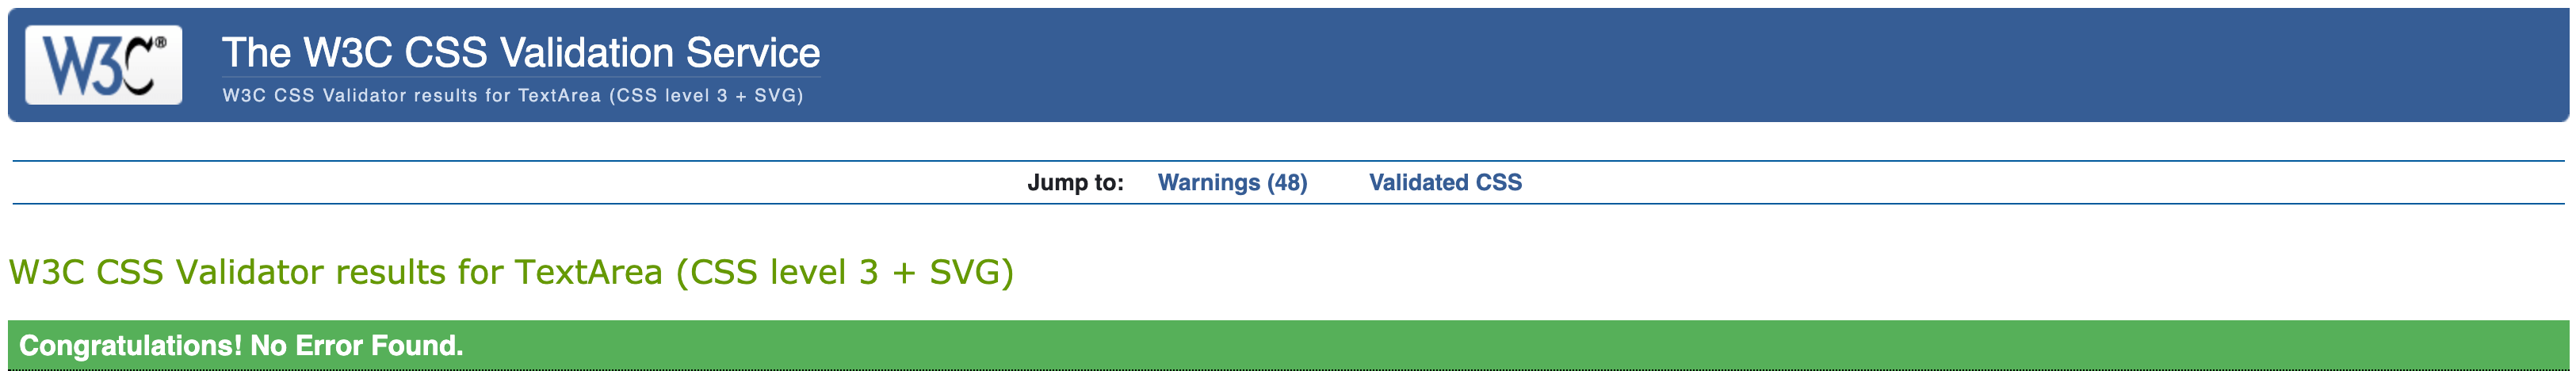 W3C®
The W3C CSS Validation Service
W3C CSS Validator results for TextArea (CSS level 3 + SVG)
Jump to: Warnings (48) Validated CSS
W3C CSS Validator results for TextArea (CSS level 3 + SVG)
Congratulations! No Error Found.